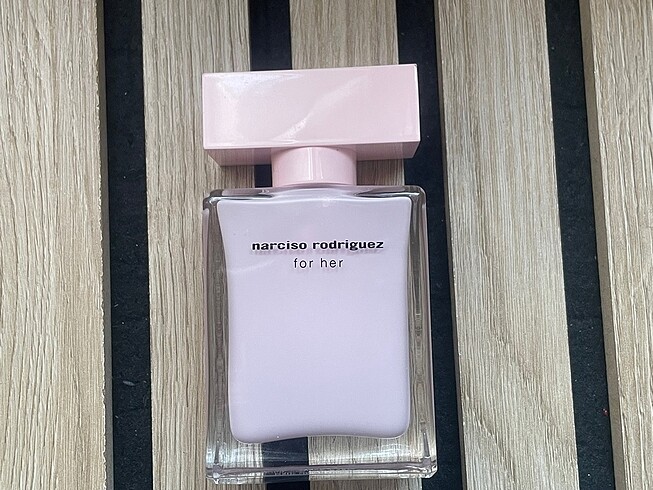 narciso rodriguez
for her